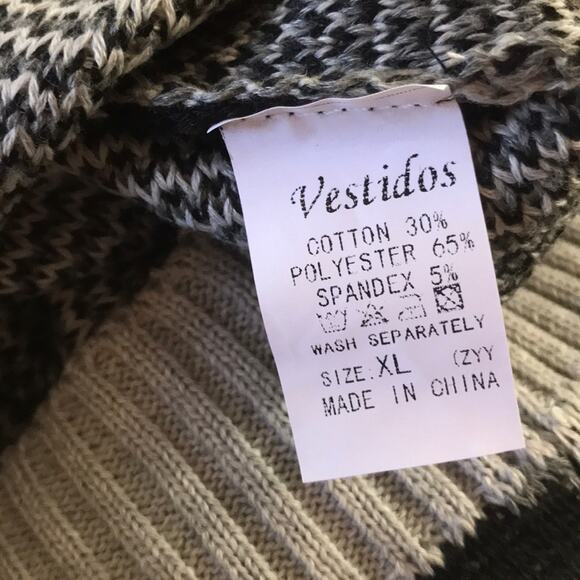 Vestidos
COTTON 30%
POLYESTER 65%
SPANDEX 5%
WASH SEPARATELY
SIZE:XL (ZYY
MADE IN CHINA